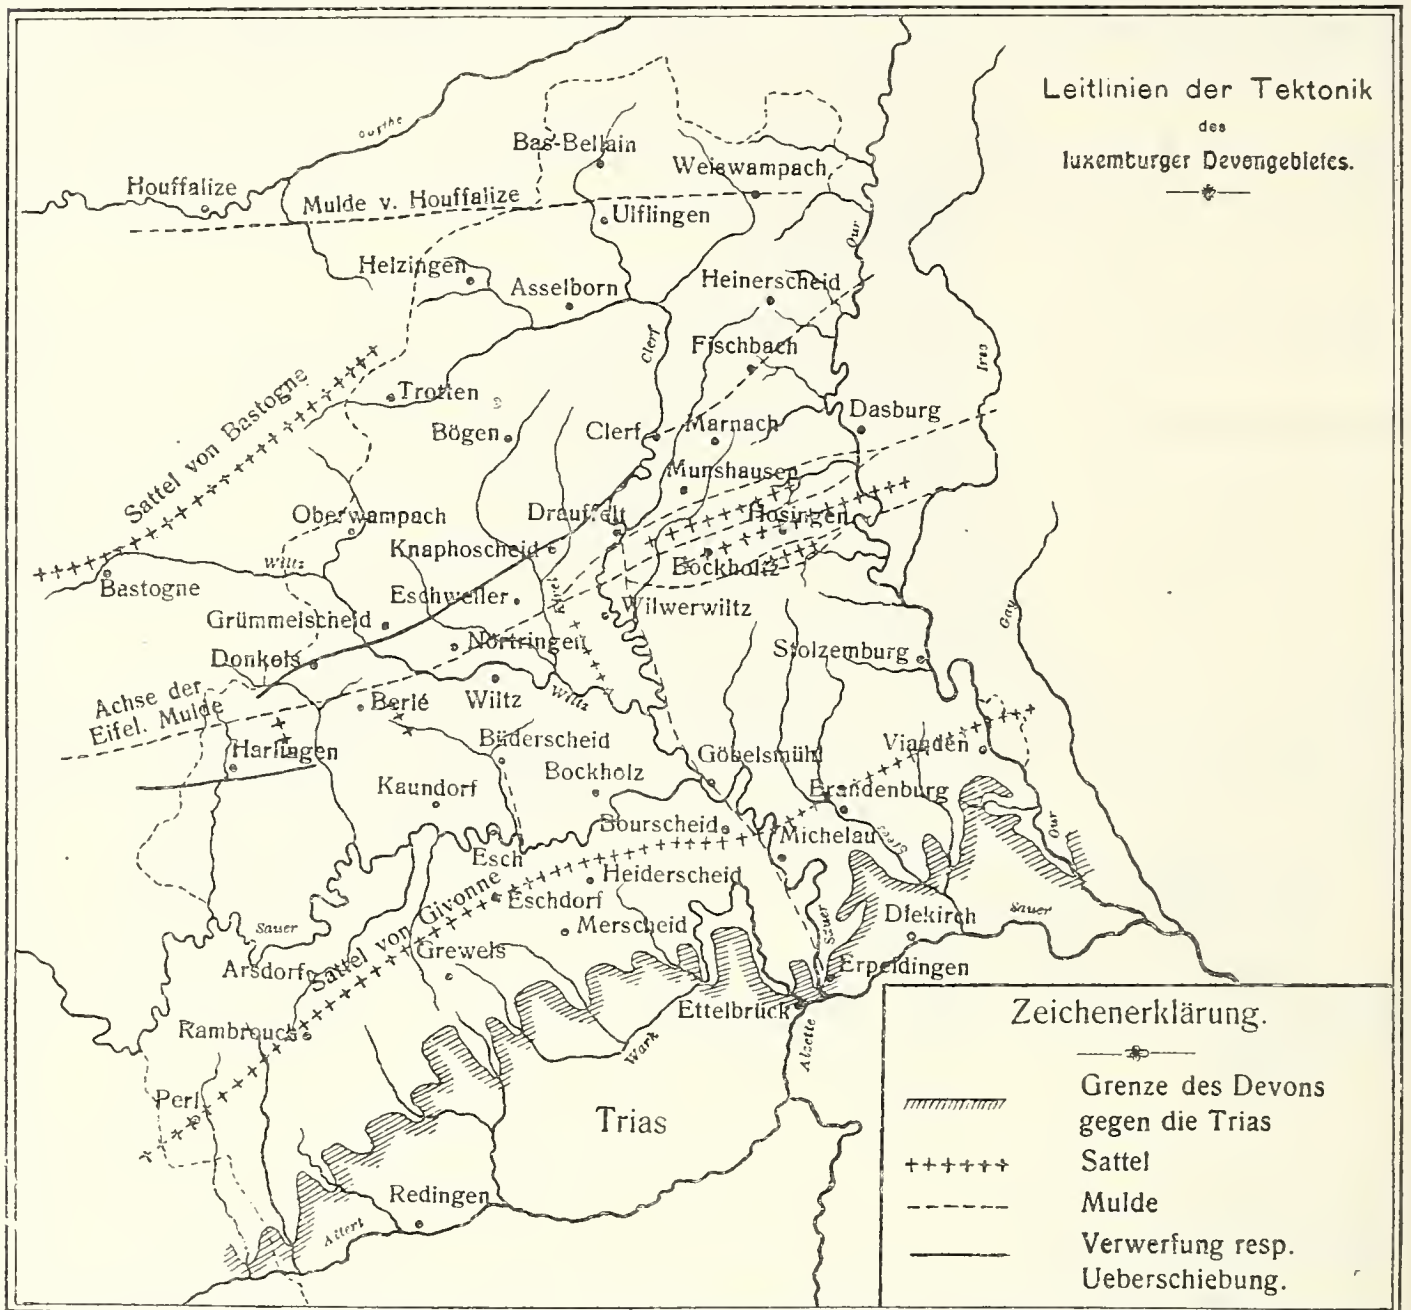 Leitlinien der Tektonik
des
luxemburger Devongebietes.
Ourthe
Bas-Bellain
Weiswampach
Houffalize
Mulde v. Houffalize
Ulflingen
Our
Helzingen
Asselborn
Heinerscheid
Clerf
Fischbach
Irss
Sattel von Bastogne
Trotten
Dasburg
Bögen
Clerf
Marnach
Munshausen
Oberwampach
Drauffelt
Hosingen
Knaphoscheid
Wiltz
Bockholtz
Bastogne
Eschweiler
Wilwerwiltz
Gay
Grümmelscheid
Nörtringen
Stolzemburg
Donkols
Achse der
Eifel. Mulde
Berlé
Wiltz
Wiltz
Harlingen
Büderscheid
Göbelsmühl
Vianden
Bockholz
Kaundorf
Brandenburg
Bourscheid
Michelau
Our
Esch
Heiderscheid
Eschdorf
Sattel von Givonne
Merscheid
Diekirch
Sauer
Sauer
Sauer
Grewels
Arsdorf
Erpeldingen
Ettelbrück
Rambrouch
Wark
Alzette
Perl
Trias
Redingen
Attert
Zeichenerklärung.
Grenze des Devons
gegen die Trias
Sattel
Mulde
Verwerfung resp.
Ueberschiebung.